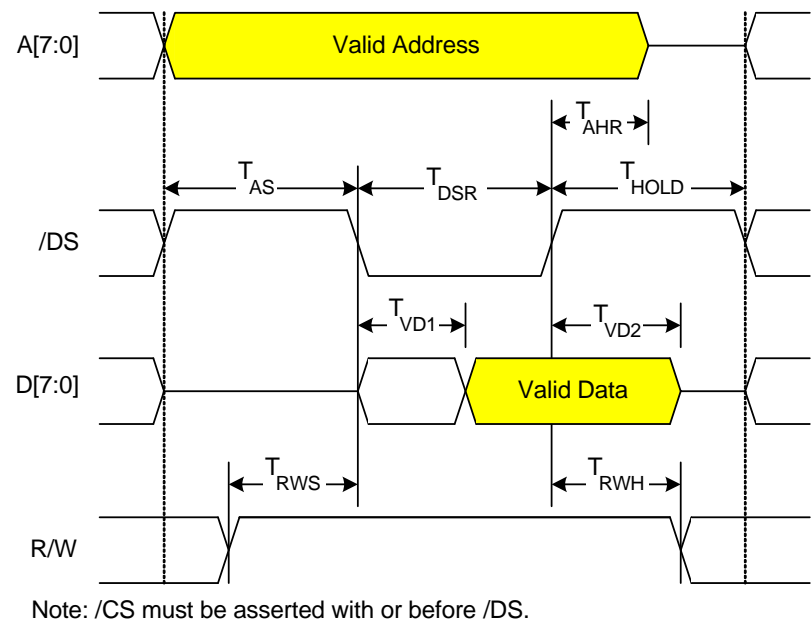 A[7:0]
Valid Address
TAHR
TAS
TDSR
THOLD
/DS
TVD1
TVD2
D[7:0]
Valid Data
TRWS
TRWH
R/W
Note: /CS must be asserted with or before /DS.